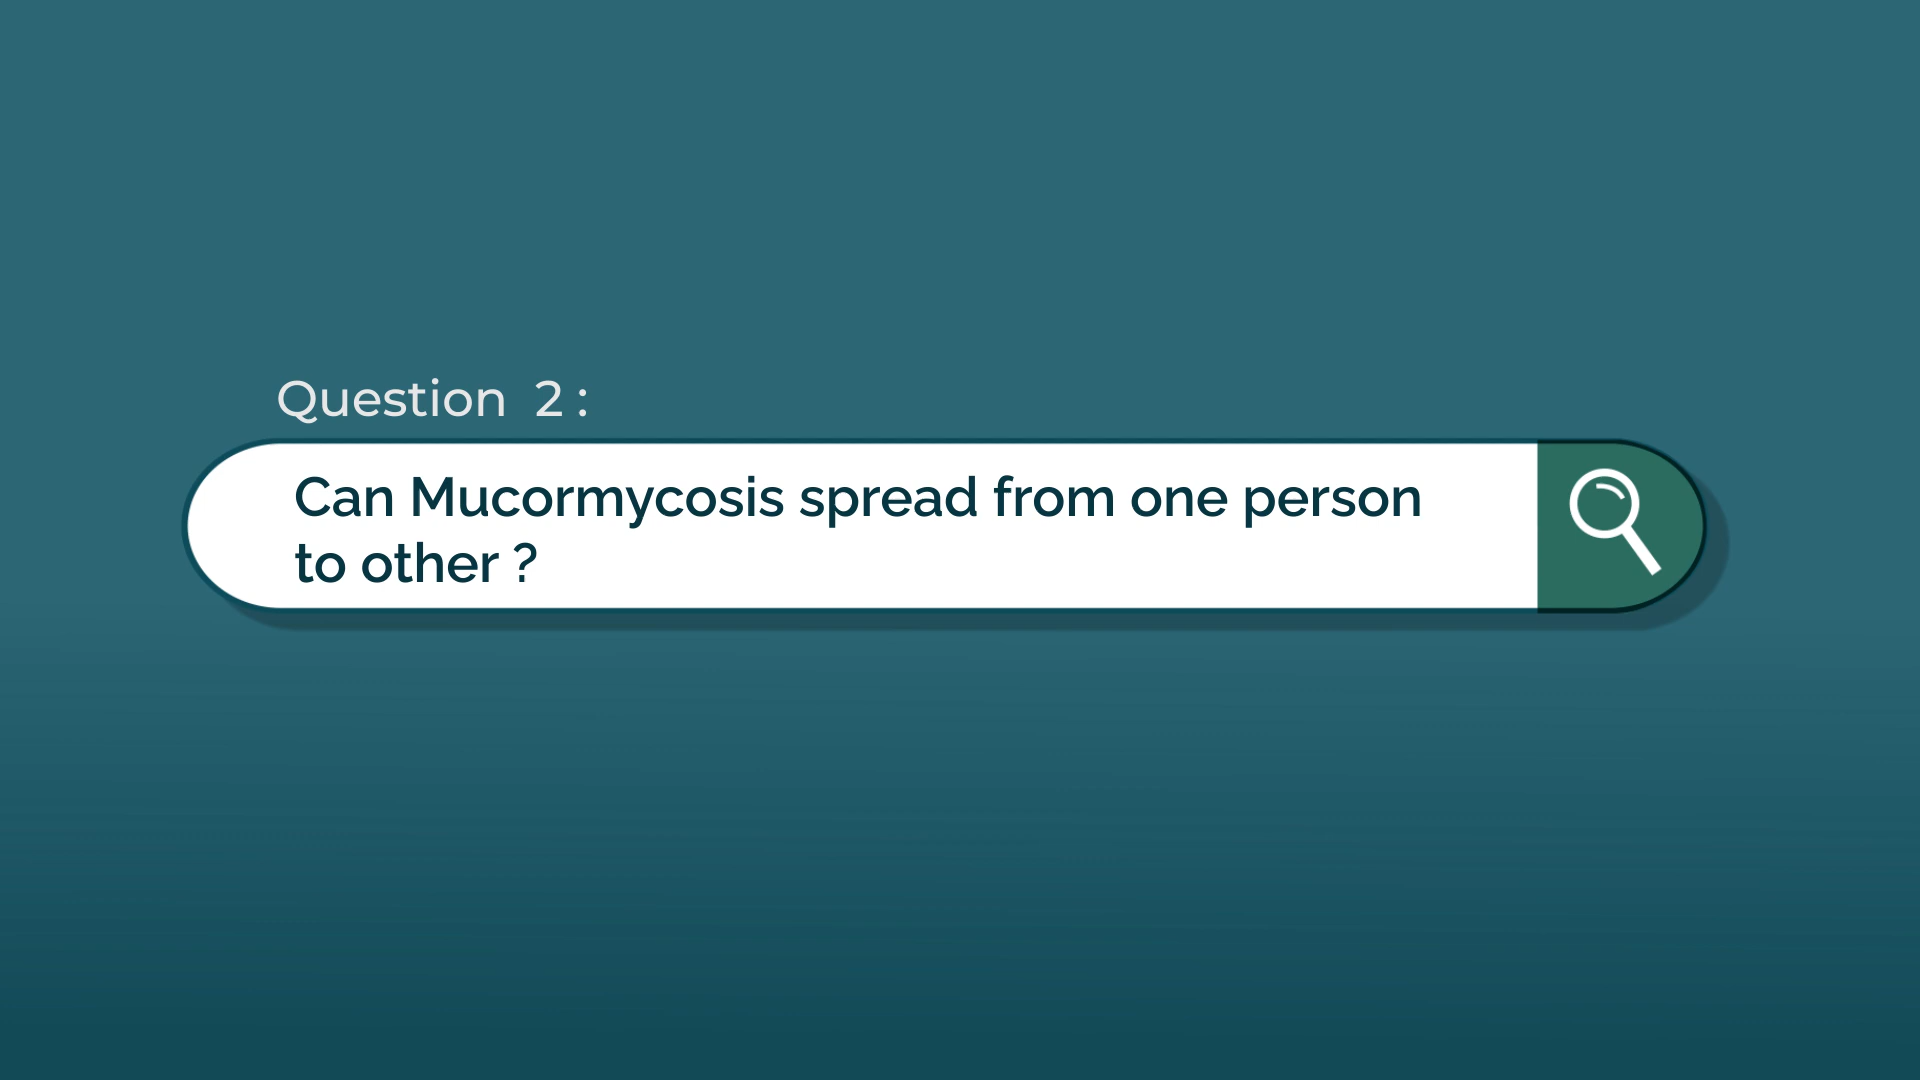 Question 2 :
Can Mucormycosis spread from one person
to other ?